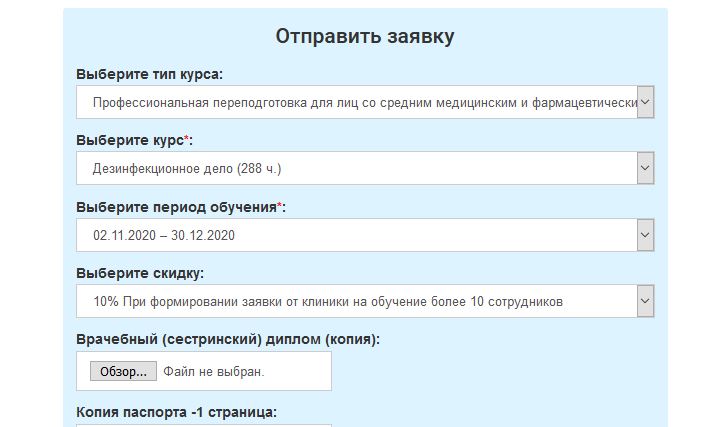 Отправить заявку
Выберите тип курса:
Профессиональная переподготовка для лиц со средним медицинским и фармацевтически
Выберите курс*:
Дезинфекционное дело (288 ч.)
Выберите период обучения*:
02.11.2020 – 30.12.2020
Выберите скидку:
10% При формировании заявки от клиники на обучение более 10 сотрудников
Врачебный (сестринский) диплом (копия):
Обзор... Файл не выбран.
Копия паспорта -1 страница: